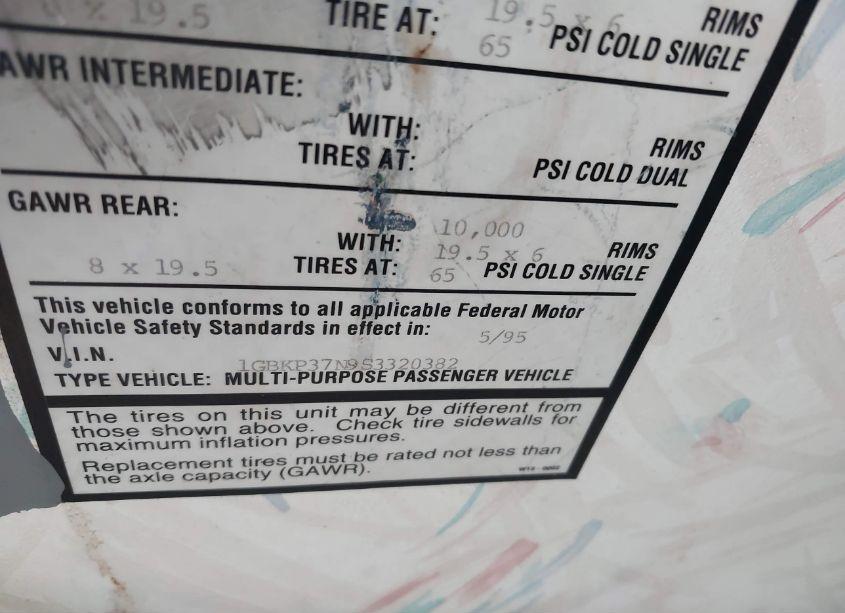 8 x 19.5 TIRE AT: 19.5 x 6 RIMS
65 PSI COLD SINGLE
AWR INTERMEDIATE:
WITH: RIMS
TIRES AT: PSI COLD DUAL
GAWR REAR: 10,000
WITH: 19.5 x 6 RIMS
8 x 19.5 TIRES AT: 65 PSI COLD SINGLE
This vehicle conforms to all applicable Federal Motor
Vehicle Safety Standards in effect in: 5/95
V.I.N. 1GBKP37N9S3320382
TYPE VEHICLE: MULTI-PURPOSE PASSENGER VEHICLE
The tires on this unit may be different from
those shown above. Check tire sidewalls for
maximum inflation pressures.
Replacement tires must be rated not less than
the axle capacity (GAWR).